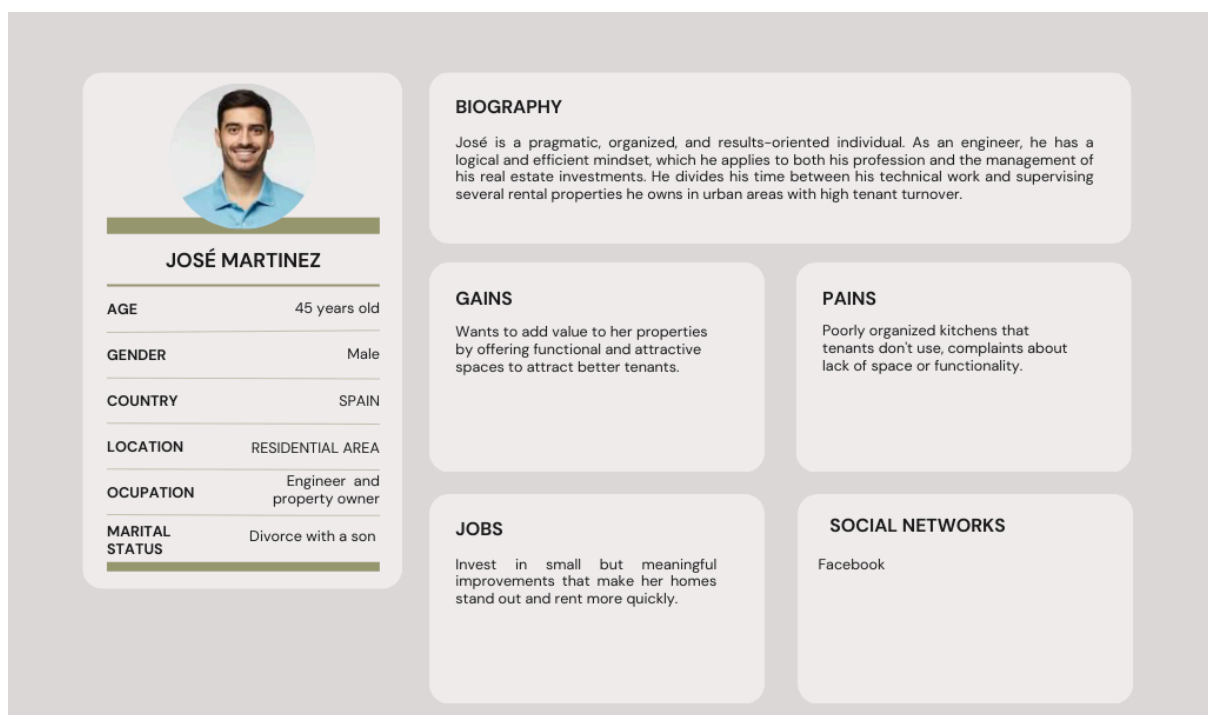 JOSÉ MARTINEZ
AGE
45 years old
GENDER
Male
COUNTRY
SPAIN
LOCATION
RESIDENTIAL AREA
OCUPATION
Engineer and
property owner
MARITAL
STATUS
Divorce with a son
BIOGRAPHY
José is a pragmatic, organized, and results-oriented individual. As an engineer, he has a
logical and efficient mindset, which he applies to both his profession and the management of
his real estate investments. He divides his time between his technical work and supervising
several rental properties he owns in urban areas with high tenant turnover.
GAINS
Wants to add value to her properties
by offering functional and attractive
spaces to attract better tenants.
PAINS
Poorly organized kitchens that
tenants don't use, complaints about
lack of space or functionality.
JOBS
Invest in small but meaningful
improvements that make her homes
stand out and rent more quickly.
SOCIAL NETWORKS
Facebook